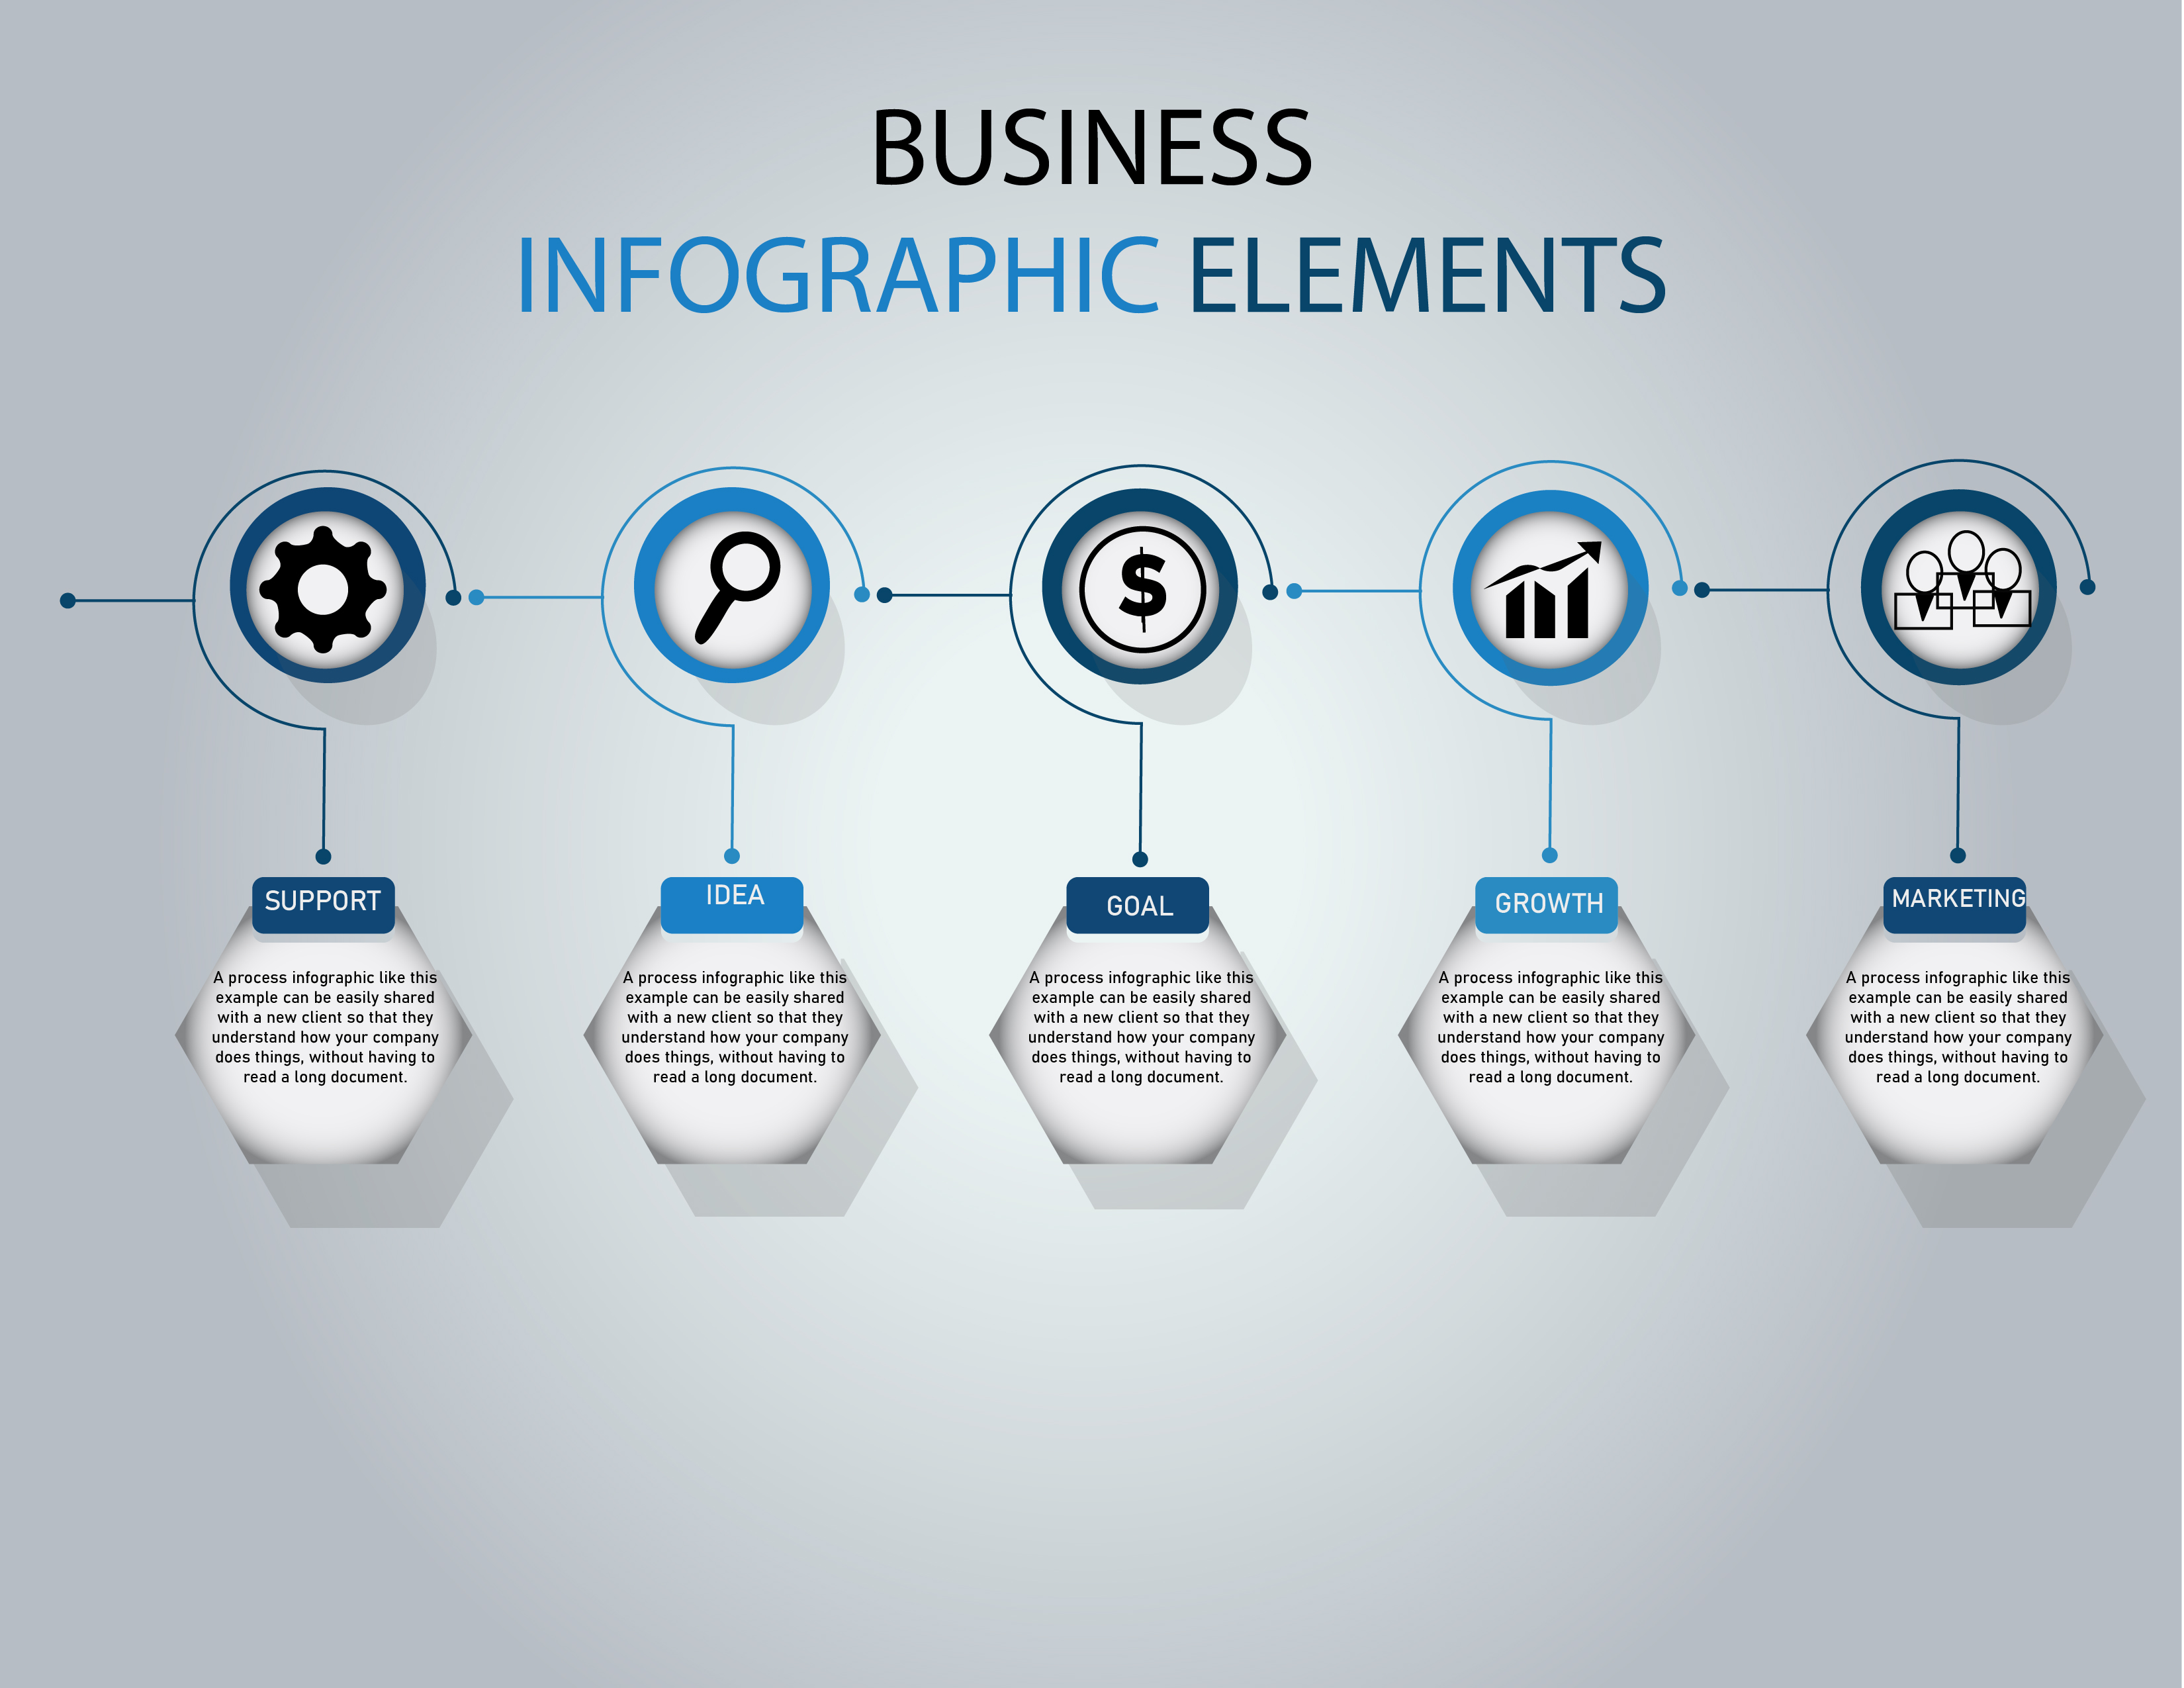 BUSINESS
INFOGRAPHIC ELEMENTS
$
SUPPORT
A process infographic like this
example can be easily shared
with a new client so that they
understand how your company
does things, without having to
read a long document.
IDEA
A process infographic like this
example can be easily shared
with a new client so that they
understand how your company
does things, without having to
read a long document.
GOAL
A process infographic like this
example can be easily shared
with a new client so that they
understand how your company
does things, without having to
read a long document.
GROWTH
A process infographic like this
example can be easily shared
with a new client so that they
understand how your company
does things, without having to
read a long document.
MARKETING
A process infographic like this
example can be easily shared
with a new client so that they
understand how your company
does things, without having to
read a long document.